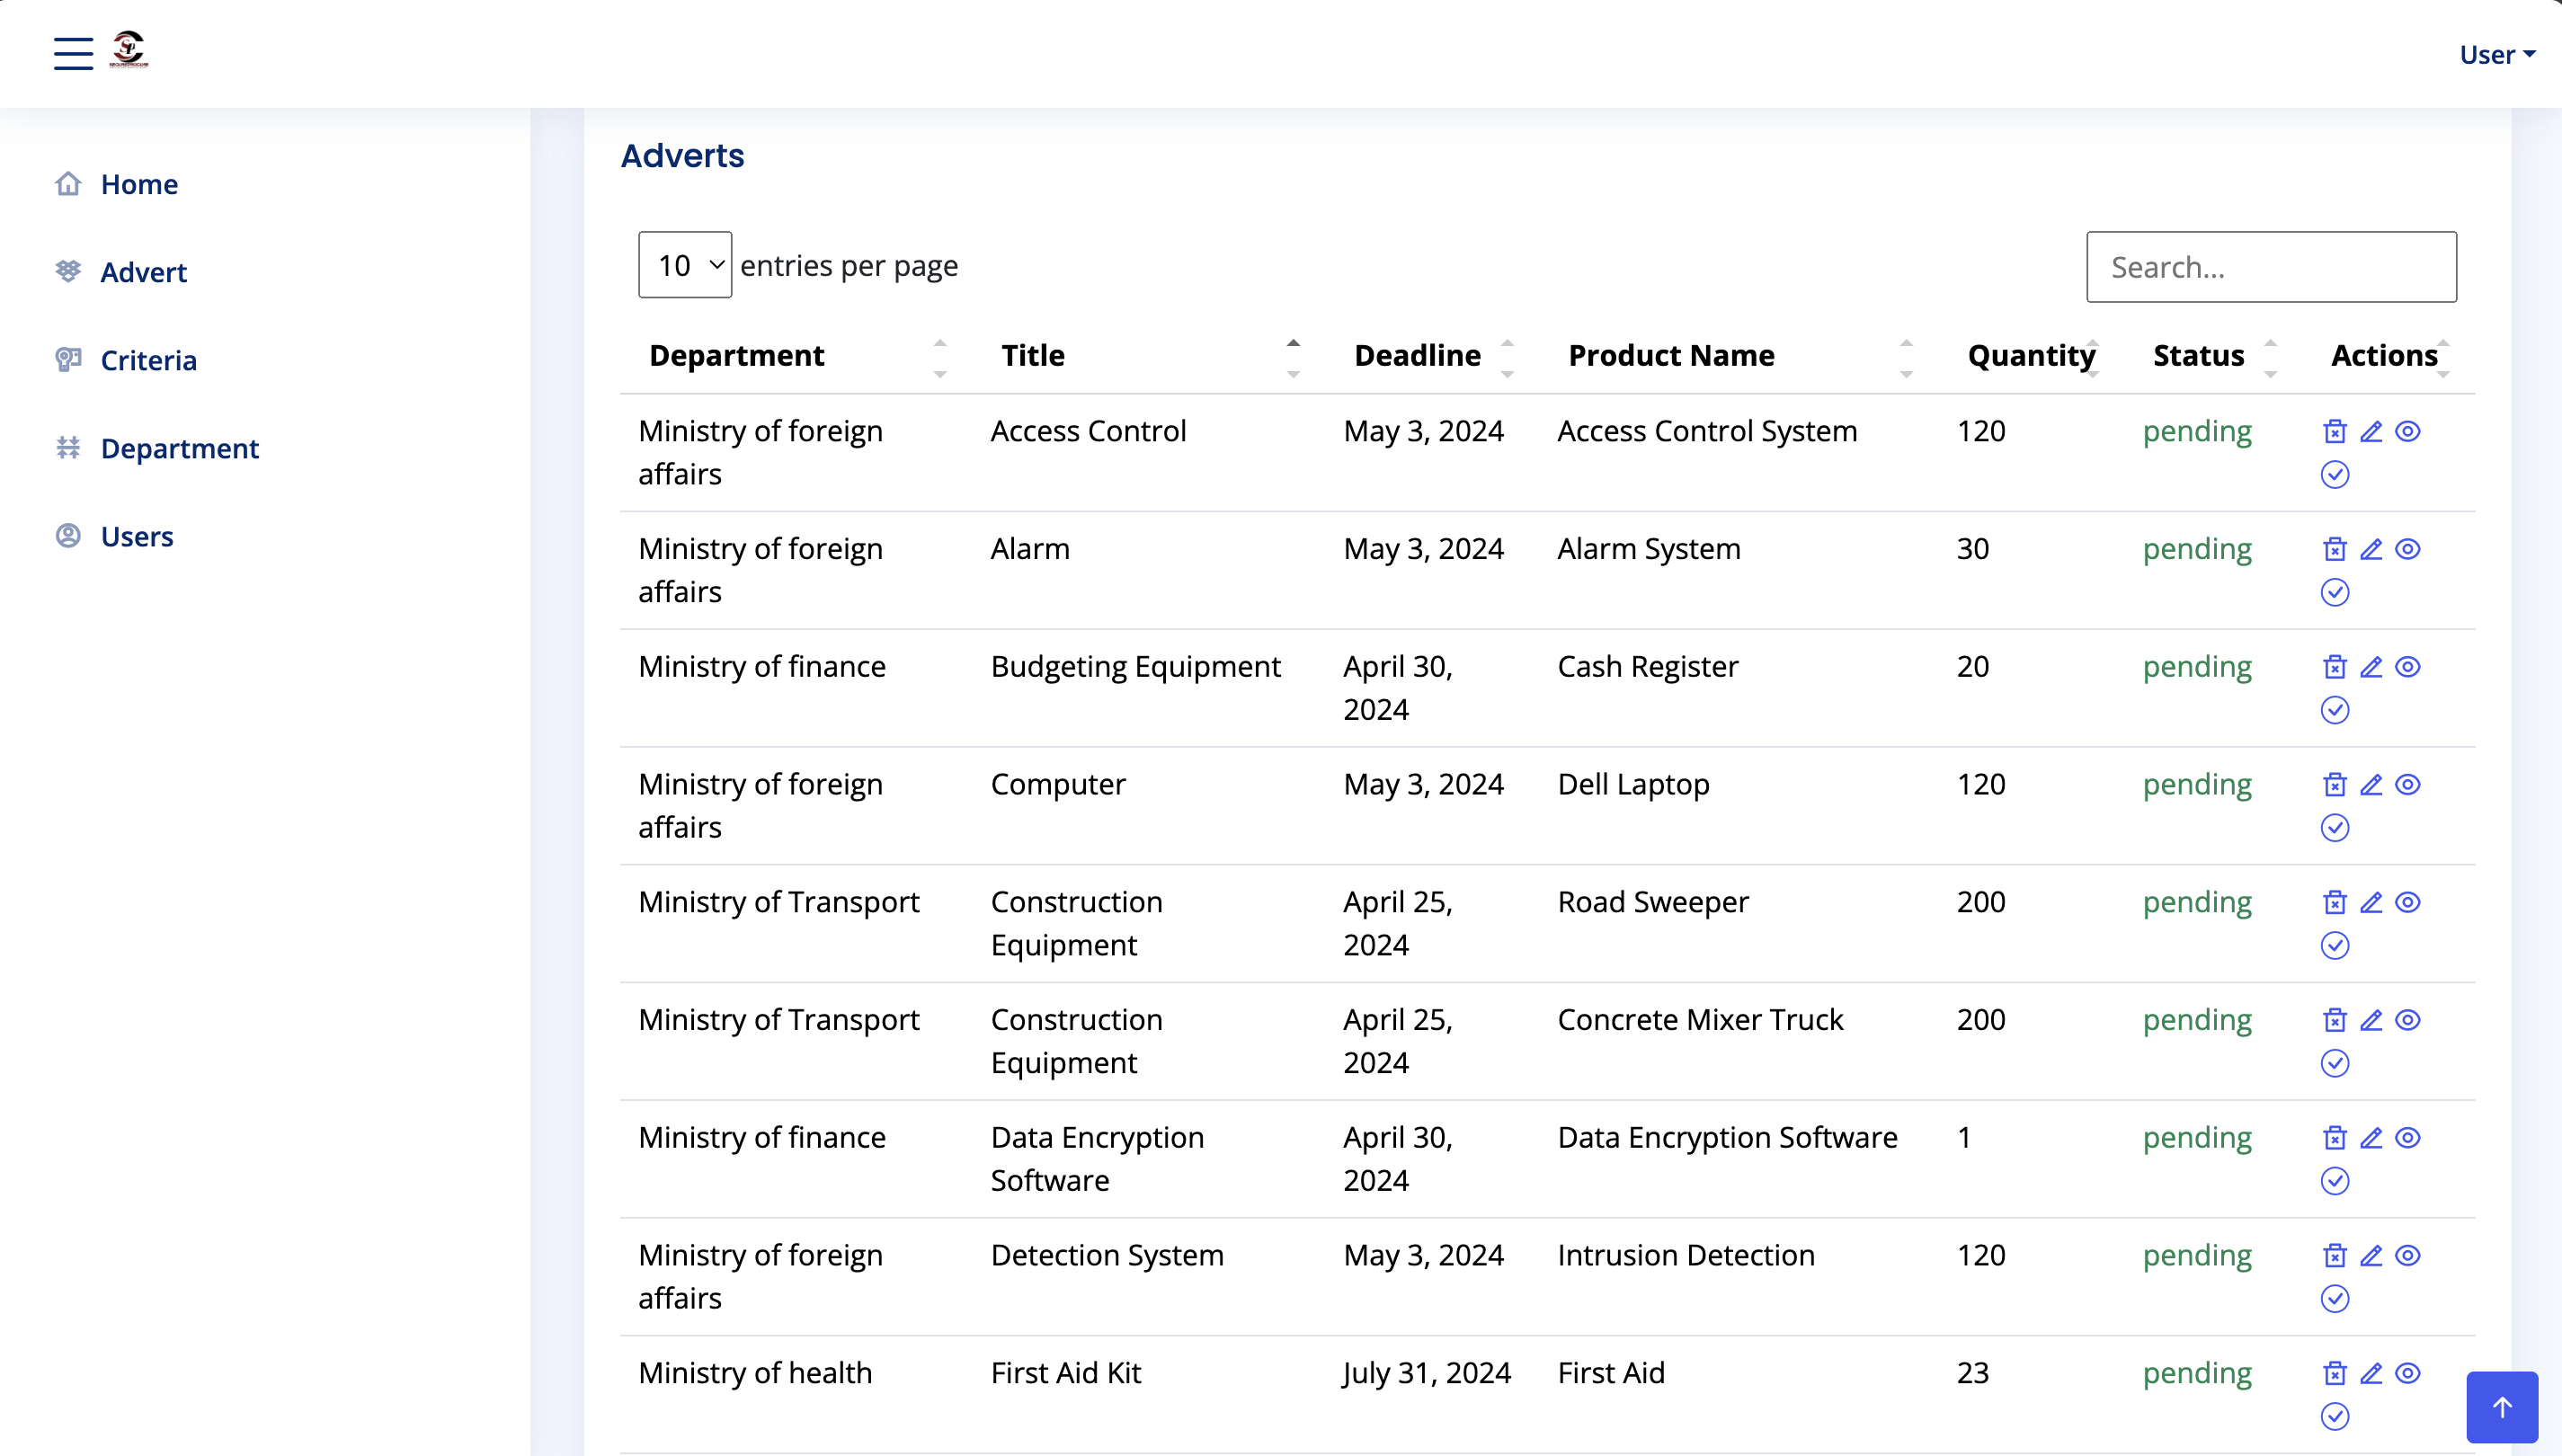 User
Home
Advert
Criteria
Department
Users
Adverts
10 entries per page
Search...
Department Title Deadline Product Name Quantity Status Actions
Ministry of foreign Access Control May 3, 2024 Access Control System 120 pending
affairs
Ministry of foreign Alarm May 3, 2024 Alarm System 30 pending
affairs
Ministry of finance Budgeting Equipment April 30, Cash Register 20 pending
2024
Ministry of foreign Computer May 3, 2024 Dell Laptop 120 pending
affairs
Ministry of Transport Construction April 25, Road Sweeper 200 pending
Equipment 2024
Ministry of Transport Construction April 25, Concrete Mixer Truck 200 pending
Equipment 2024
Ministry of finance Data Encryption April 30, Data Encryption Software 1 pending
Software 2024
Ministry of foreign Detection System May 3, 2024 Intrusion Detection 120 pending
affairs
Ministry of health First Aid Kit July 31, 2024 First Aid 23 pending